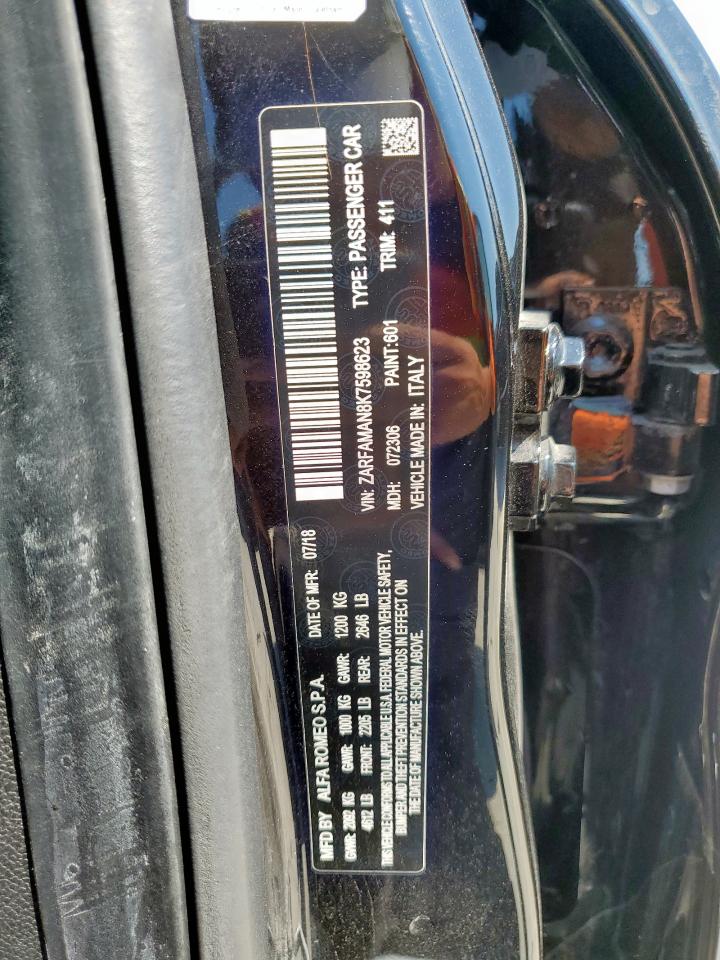 MFD BY ALFA ROMEO S.P.A. DATE OF MFR: 07/18
GVWR: 2092 KG GAWR: 1000 KG GAWR: 1200 KG
4612 LB FRONT: 2205 LB REAR: 2646 LB
THIS VEHICLE CONFORMS TO ALL APPLICABLE U.S.A. FEDERAL MOTOR VEHICLE SAFETY,
BUMPER, AND THEFT PREVENTION STANDARDS IN EFFECT ON
THE DATE OF MANUFACTURE SHOWN ABOVE.
VIN: ZARFAMAN8K7598623 TYPE: PASSENGER CAR
MDH: 072306 PAINT:601 TRIM: 411
VEHICLE MADE IN: ITALY